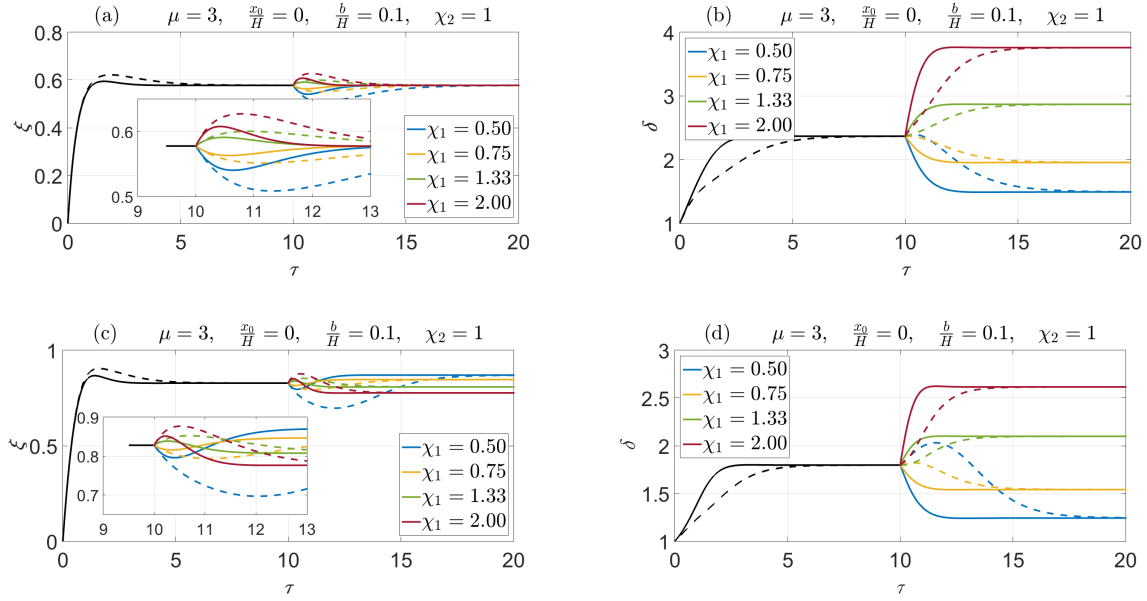 (a) μ = 3, x₀/H = 0, b/H = 0.1, χ₂ = 1
0.8
0.6
0.4
0.2
0
ξ
0.6
0.5
9 10 11 12 13
χ₁ = 0.50
χ₁ = 0.75
χ₁ = 1.33
χ₁ = 2.00
0 5 10 15 20
τ
(b) μ = 3, x₀/H = 0, b/H = 0.1, χ₂ = 1
4
3
2
1
δ
χ₁ = 0.50
χ₁ = 0.75
χ₁ = 1.33
χ₁ = 2.00
0 5 10 15 20
τ
(c) μ = 3, x₀/H = 0, b/H = 0.1, χ₂ = 1
1
0.5
0
ξ
0.9
0.8
0.7
9 10 11 12 13
χ₁ = 0.50
χ₁ = 0.75
χ₁ = 1.33
χ₁ = 2.00
0 5 10 15 20
τ
(d) μ = 3, x₀/H = 0, b/H = 0.1, χ₂ = 1
3
2.5
2
1.5
1
δ
χ₁ = 0.50
χ₁ = 0.75
χ₁ = 1.33
χ₁ = 2.00
0 5 10 15 20
τ